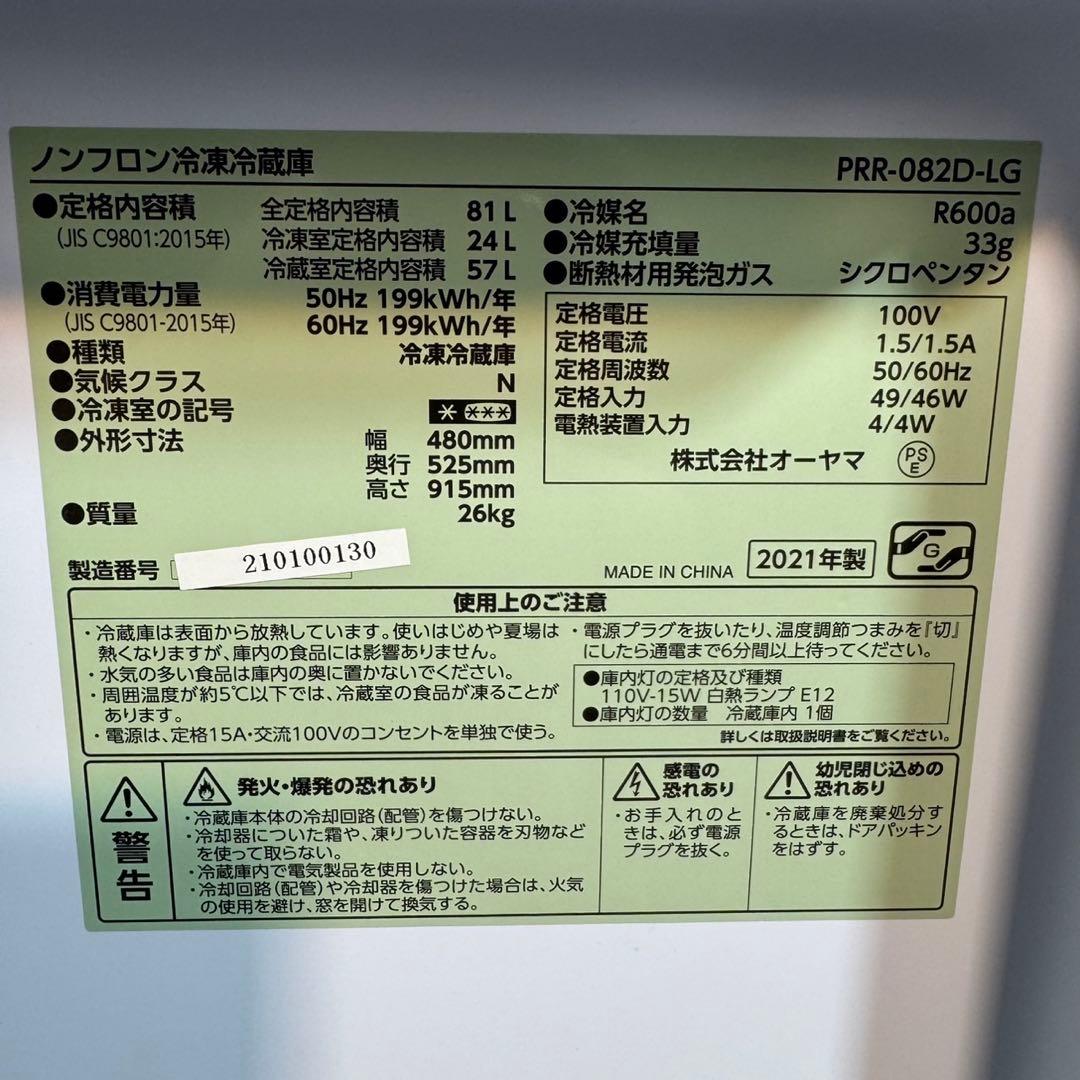 ノンフロン冷凍冷蔵庫
PRR-082D-LG
●定格内容積 全定格内容積 81 L
(JIS C9801:2015年) 冷凍室定格内容積 24 L
冷蔵室定格内容積 57 L
●消費電力量 50Hz 199kWh/年
(JIS C9801-2015年) 60Hz 199kWh/年
●種類 冷凍冷蔵庫
●気候クラス N
●冷凍室の記号 * ***
●外形寸法 幅 480mm
奥行 525mm
高さ 915mm
●質量 26kg
●冷媒名 R600a
●冷媒充填量 33g
●断熱材用発泡ガス シクロペンタン
定格電圧 100V
定格電流 1.5/1.5A
定格周波数 50/60Hz
定格入力 49/46W
電熱装置入力 4/4W
株式会社オーヤマ PSE
製造番号 210100130
MADE IN CHINA 2021年製 G
使用上のご注意
・冷蔵庫は表面から放熱しています。使いはじめや夏場は
熱くなりますが、庫内の食品には影響ありません。
・水気の多い食品は庫内の奥に置かないでください。
・周囲温度が約5℃以下では、冷蔵室の食品が凍ることが
あります。
・電源は、定格15A・交流100Vのコンセントを単独で使う。
・電源プラグを抜いたり、温度調節つまみを『切』
にしたら通電まで6分間以上待ってください。
●庫内灯の定格及び種類
110V-15W 白熱ランプ E12
●庫内灯の数量 冷蔵庫内 1個
詳しくは取扱説明書をご覧ください。
警告
発火・爆発の恐れあり
・冷蔵庫本体の冷却回路(配管)を傷つけない。
・冷却器についた霜や、凍りついた容器を刃物など
を使って取らない。
・冷蔵庫内で電気製品を使用しない。
・冷却回路(配管)や冷却器を傷つけた場合は、火気
の使用を避け、窓を開けて換気する。
感電の
恐れあり
・お手入れのと
きは、必ず電源
プラグを抜く。
幼児閉じ込めの
恐れあり
・冷蔵庫を廃棄処分す
るときは、ドアパッキン
をはずす。